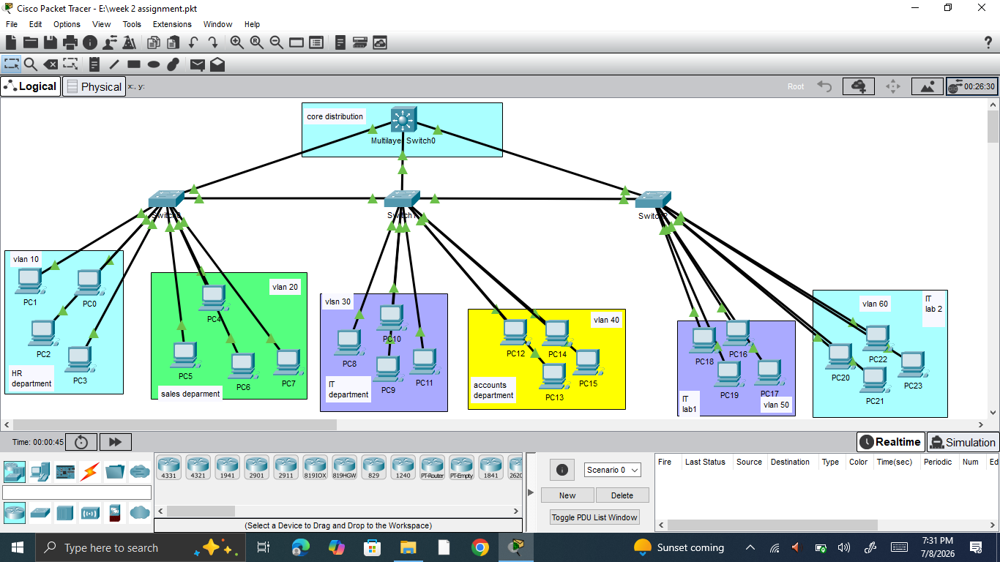 Cisco Packet Tracer - E:\week 2 assignment.pkt
File Edit Options View Tools Extensions Window Help
?
Logical Physical x:, y: Root 00:26:30
core distribution
Multilayer Switch0
Switch1
vlan 10
PC1
PC0
PC2
PC3
HR
department
vlan 20
PC4
PC5
PC6
PC7
sales deparment
vlsn 30
PC10
PC8
PC11
PC9
IT
department
vlan 40
PC12
PC14
PC15
PC13
accounts
department
PC18
PC16
PC19
PC17
IT
lab1
vlan 50
vlan 60
IT
lab 2
PC22
PC20
PC23
PC21
Time: 00:00:45
Realtime Simulation
4331 4321 1941 2901 2911 819IOX 819HGW 829 1240 PT-Router PT-Empty 1841 2620
(Select a Device to Drag and Drop to the Workspace)
Scenario 0
New Delete
Toggle PDU List Window
Fire Last Status Source Destination Type Color Time(sec) Periodic Num Ed
Type here to search
Sunset coming
7:31 PM
7/8/2026